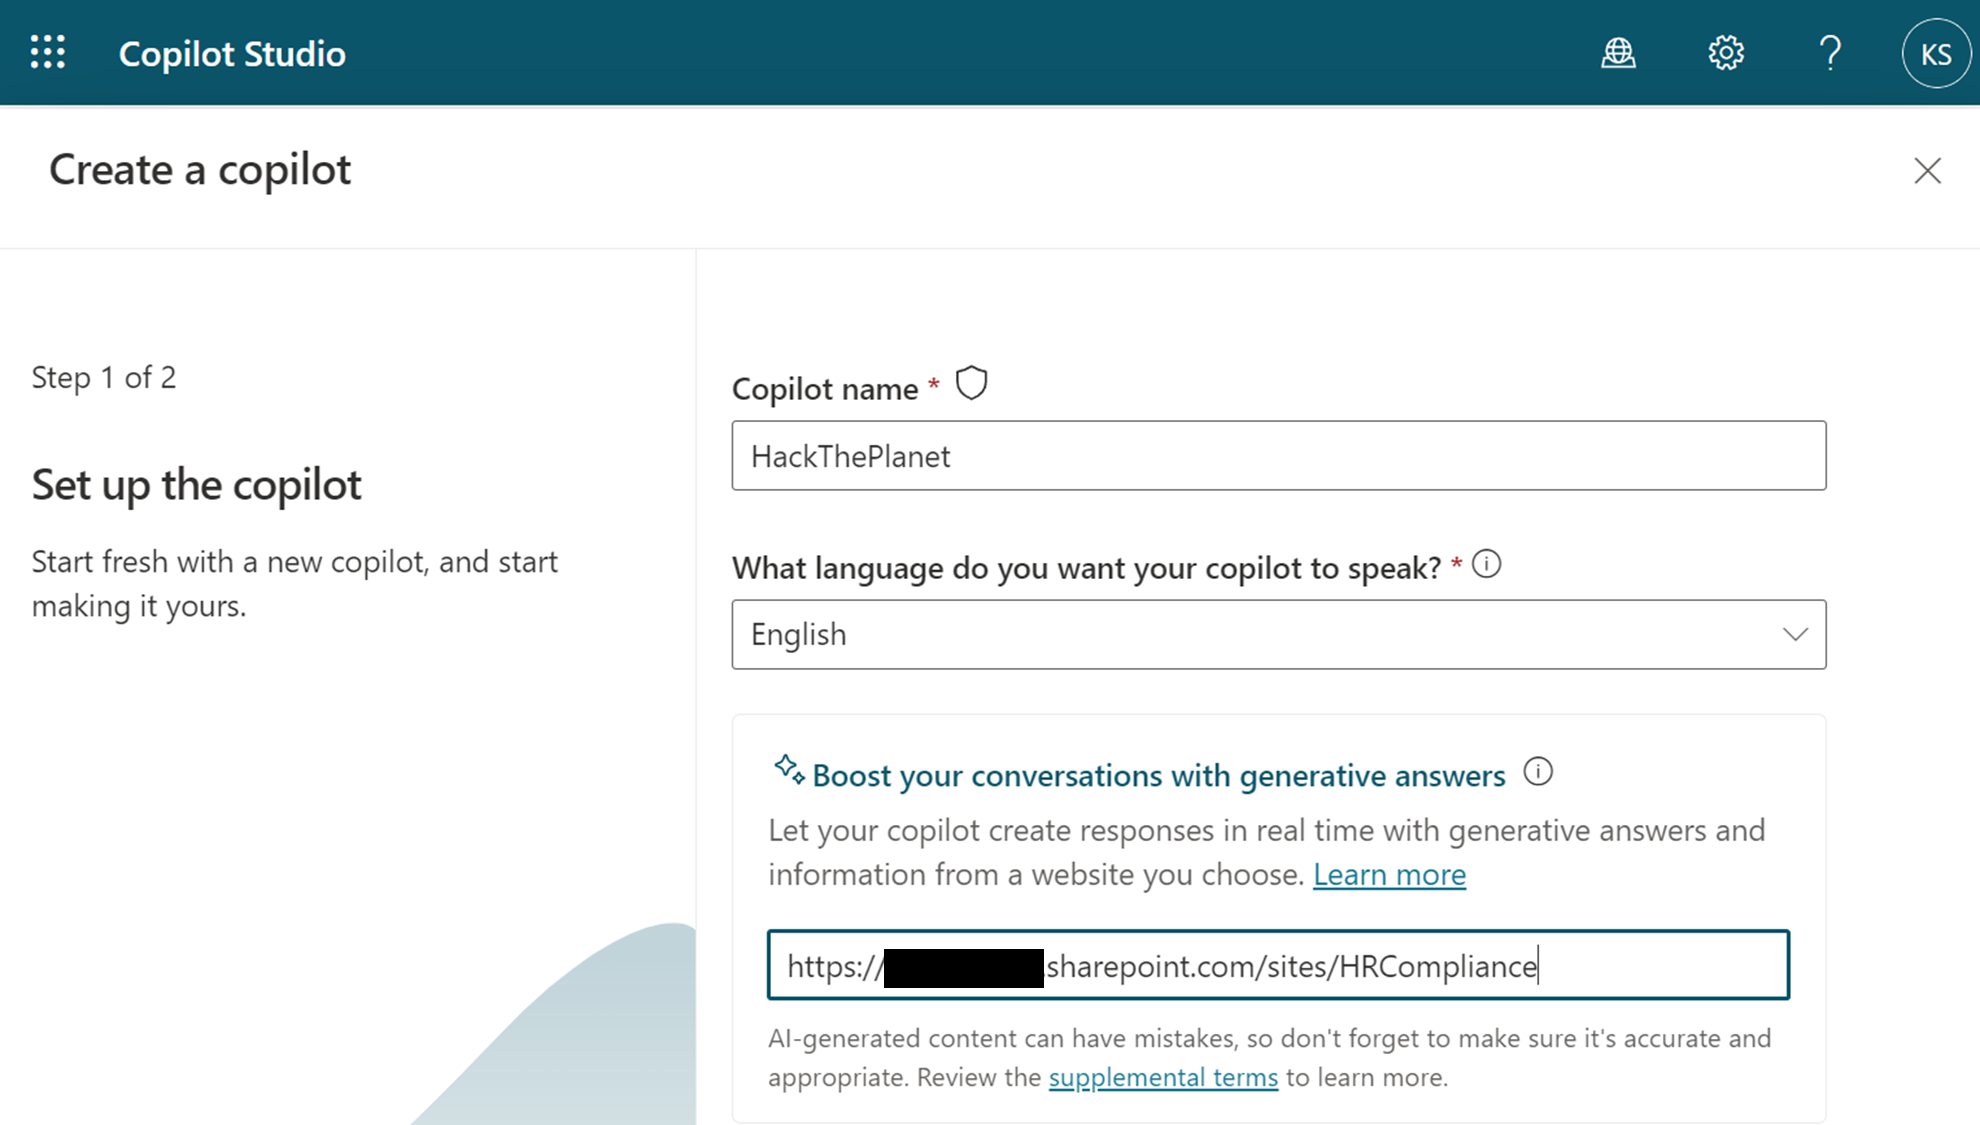 Copilot Studio
KS
Create a copilot
Step 1 of 2
Set up the copilot
Start fresh with a new copilot, and start
making it yours.
Copilot name *
HackThePlanet
What language do you want your copilot to speak? *
English
Boost your conversations with generative answers
Let your copilot create responses in real time with generative answers and
information from a website you choose. Learn more
https:// .sharepoint.com/sites/HRCompliance
AI-generated content can have mistakes, so don't forget to make sure it's accurate and
appropriate. Review the supplemental terms to learn more.